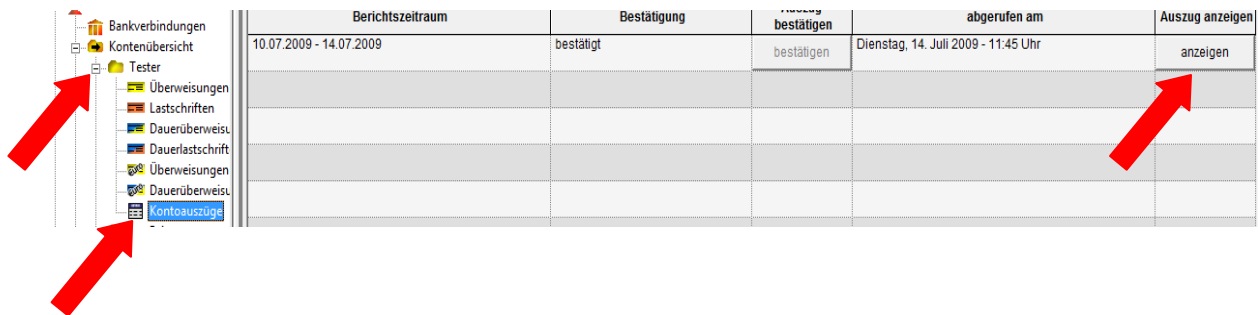 Bankverbindungen
Kontenübersicht
Tester
Überweisungen
Lastschriften
Dauerüberweisu
Dauerlastschrift
Überweisungen
Dauerüberweisu
Kontoauszüge
Berichtszeitraum Bestätigung Auszug bestätigen abgerufen am Auszug anzeigen
10.07.2009 - 14.07.2009 bestätigt bestätigen Dienstag, 14. Juli 2009 - 11:45 Uhr anzeigen